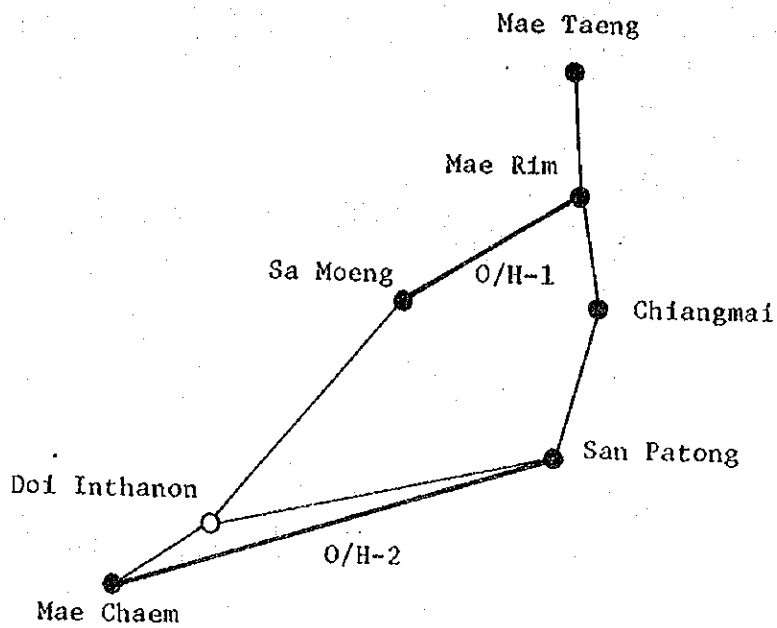 Mae Taeng
Mae Rim
Sa Moeng
O/H-1
Chiangmai
San Patong
Doi Inthanon
O/H-2
Mae Chaem